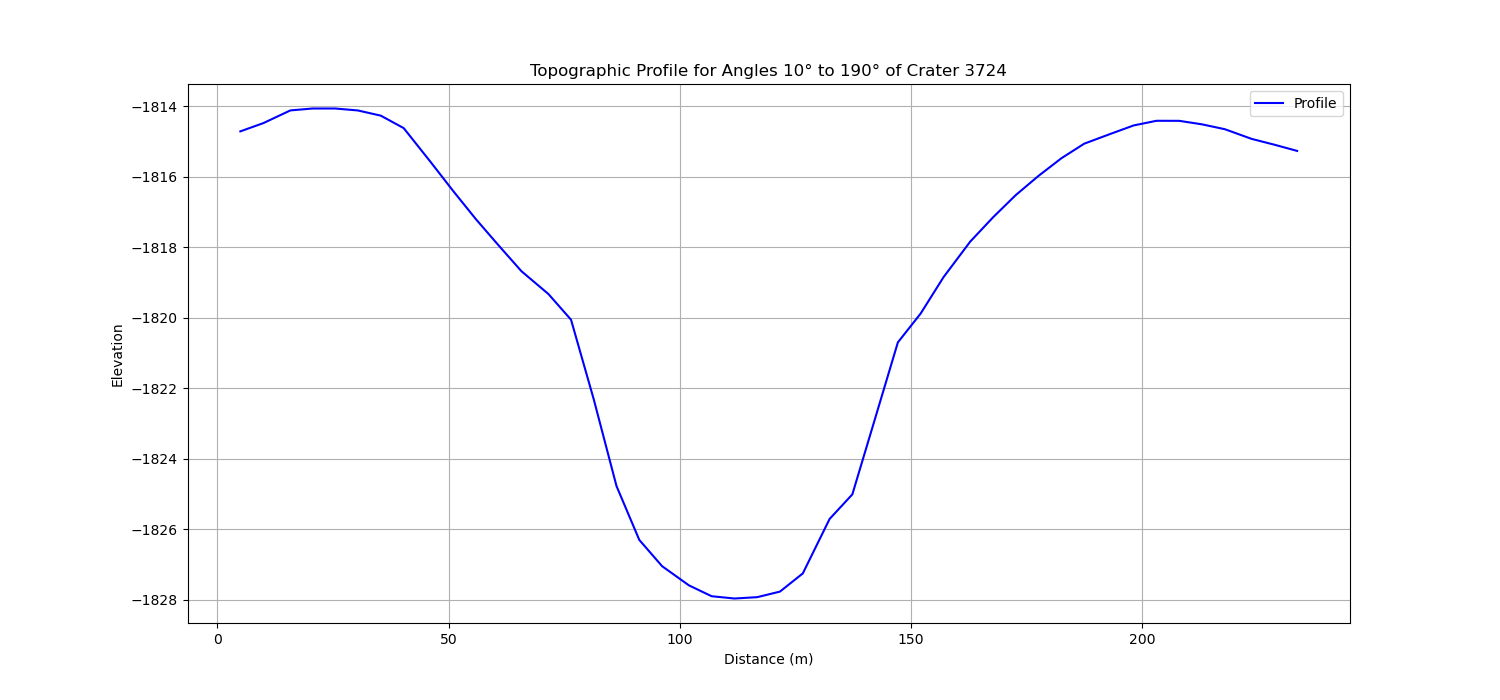 Topographic Profile for Angles 10° to 190° of Crater 3724
Profile
−1814
−1816
−1818
−1820
−1822
−1824
−1826
−1828
Elevation
0 50 100 150 200
Distance (m)